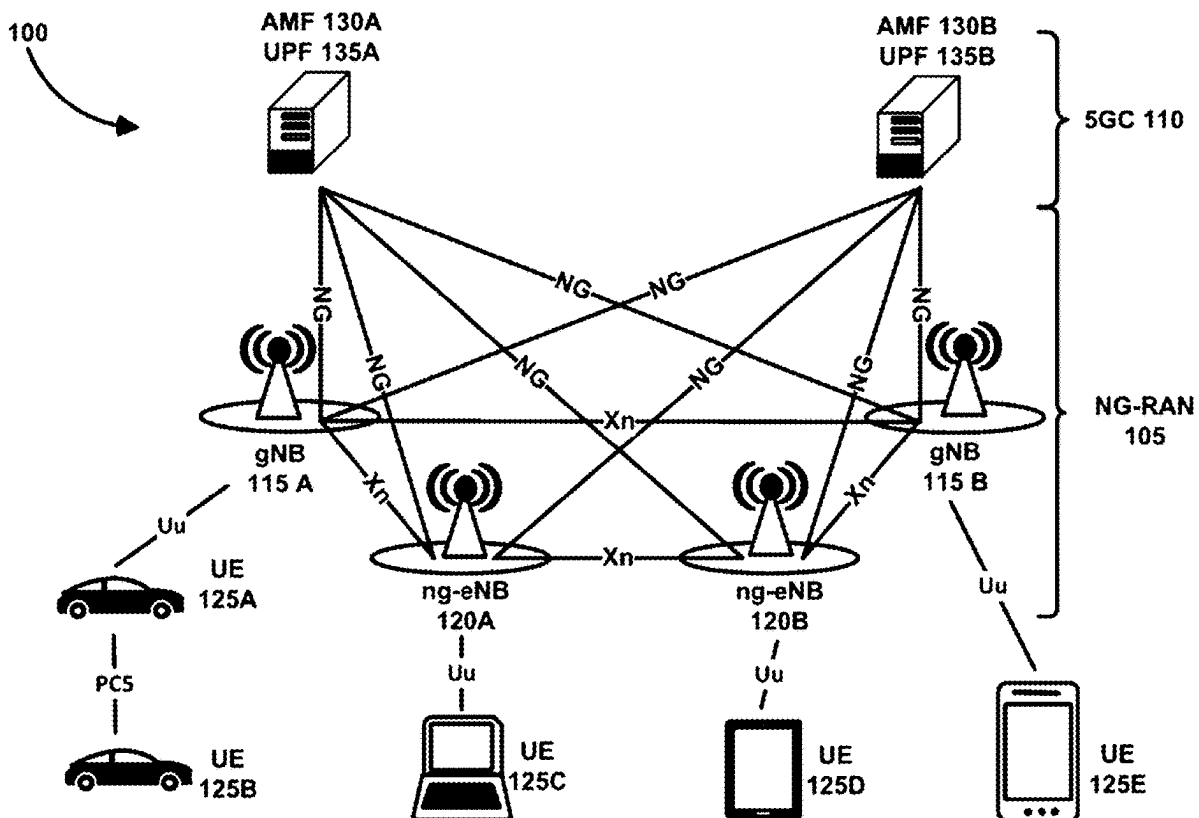 100
AMF 130A
UPF 135A
AMF 130B
UPF 135B
5GC 110
NG
NG
NG
NG
NG
NG
NG
NG
Xn
NG-RAN
105
gNB
115 A
gNB
115 B
Xn
Xn
Uu
Xn
UE
125A
ng-eNB
120A
ng-eNB
120B
Uu
Uu
Uu
PC5
UE
125B
UE
125C
UE
125D
UE
125E